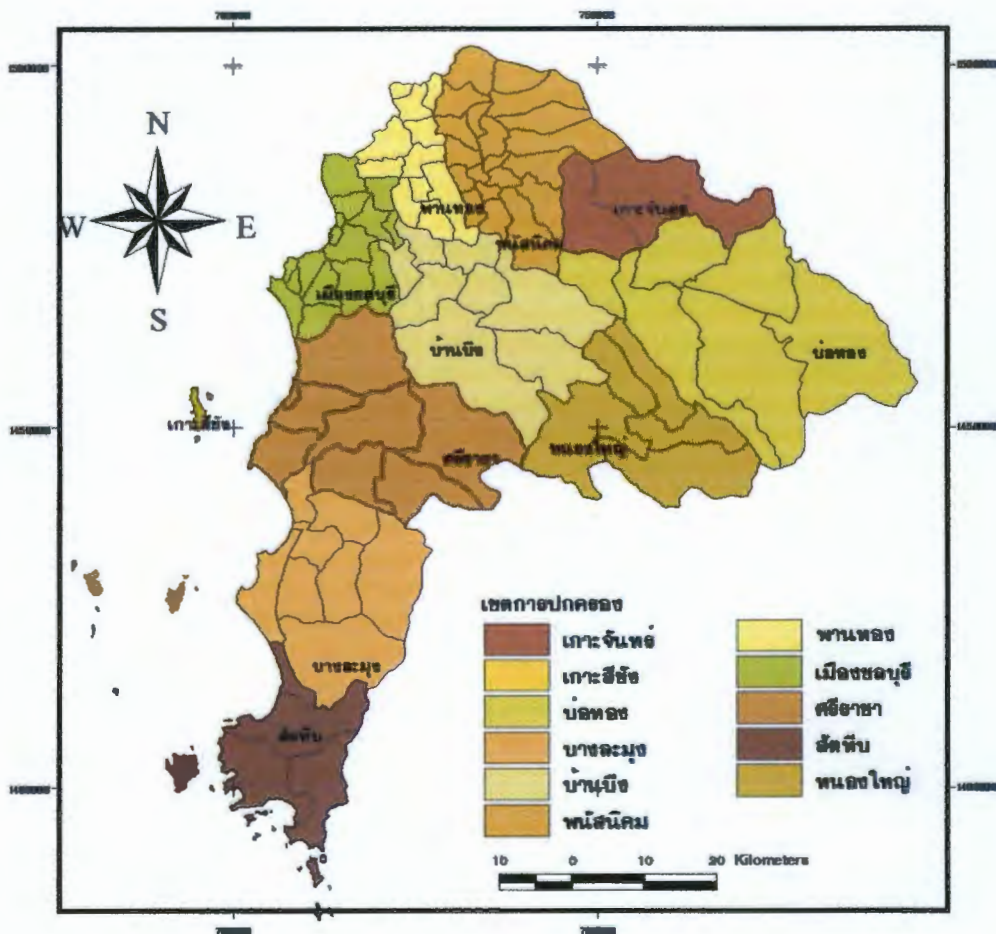 N
W E
S
พานทอง
เกาะจันทร์
พนัสนิคม
เมืองชลบุรี
บ้านบึง
บ่อทอง
เกาะสีชัง
ศรีราชา
หนองใหญ่
บางละมุง
สัตหีบ
เขตการปกครอง
เกาะจันทร์
เกาะสีชัง
บ่อทอง
บางละมุง
บ้านบึง
พนัสนิคม
พานทอง
เมืองชลบุรี
ศรีราชา
สัตหีบ
หนองใหญ่
10 0 10 20 Kilometers